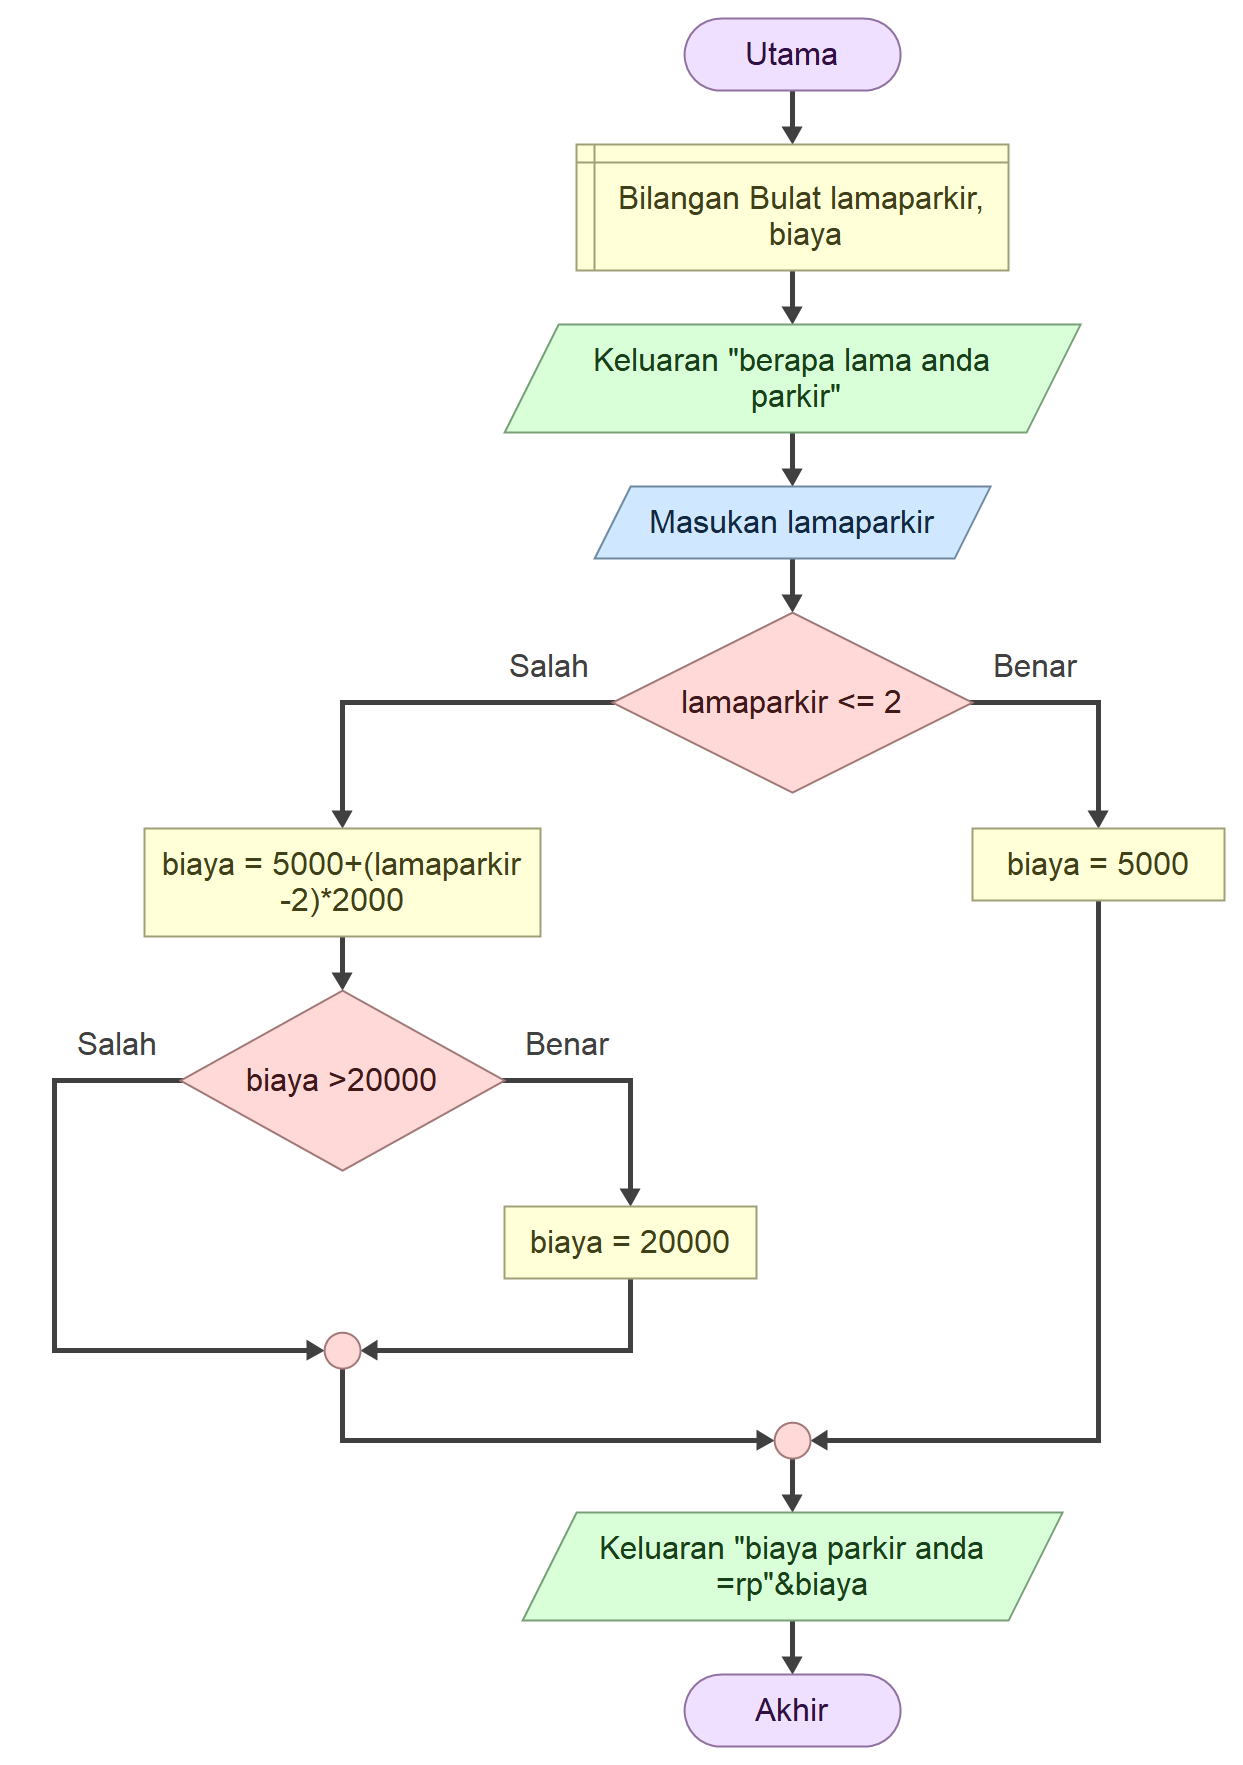 Utama
Bilangan Bulat lamaparkir,
biaya
Keluaran "berapa lama anda
parkir"
Masukan lamaparkir
Salah
Benar
lamaparkir <= 2
biaya = 5000+(lamaparkir
-2)*2000
biaya = 5000
Salah
Benar
biaya >20000
biaya = 20000
Keluaran "biaya parkir anda
=rp"&biaya
Akhir